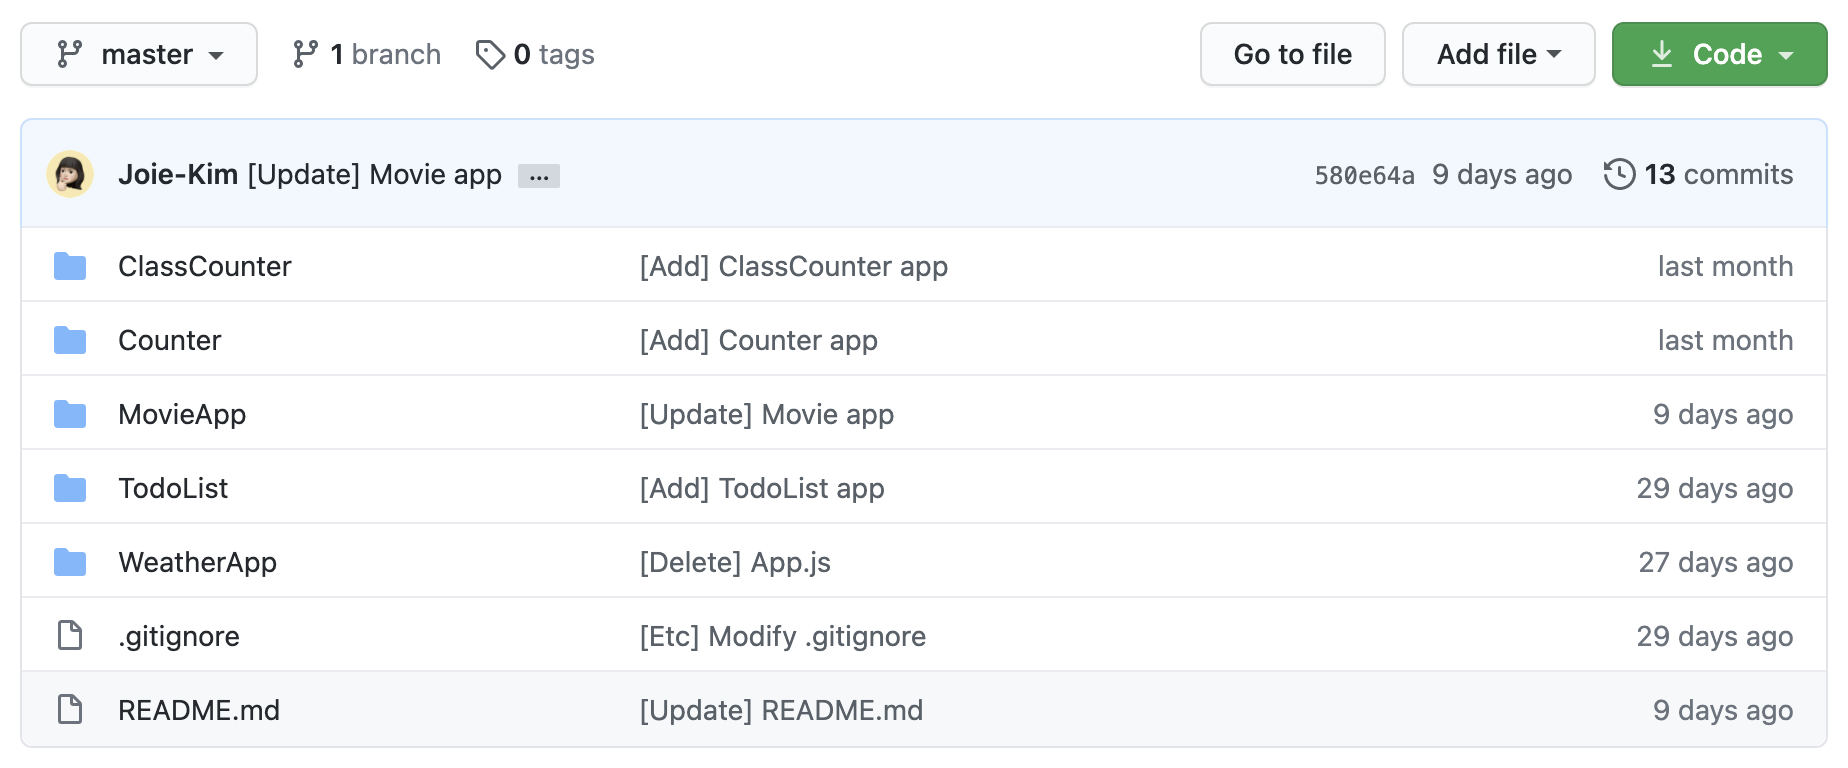 master 1 branch 0 tags Go to file Add file Code
Joie-Kim [Update] Movie app ... 580e64a 9 days ago 13 commits
ClassCounter [Add] ClassCounter app last month
Counter [Add] Counter app last month
MovieApp [Update] Movie app 9 days ago
TodoList [Add] TodoList app 29 days ago
WeatherApp [Delete] App.js 27 days ago
.gitignore [Etc] Modify .gitignore 29 days ago
README.md [Update] README.md 9 days ago